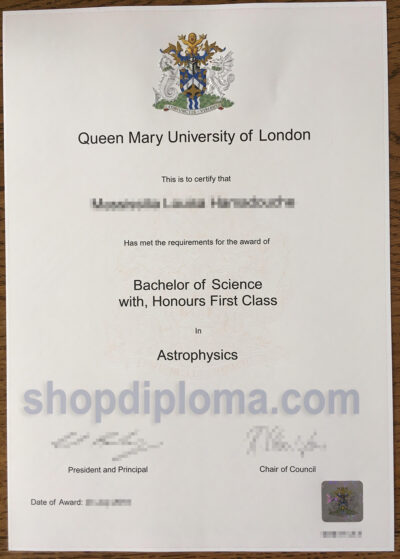 Queen Mary University of London
This is to certify that
Has met the requirements for the award of
Bachelor of Science
with, Honours First Class
In
Astrophysics
shopdiploma.com
President and Principal
Chair of Council
Date of Award: